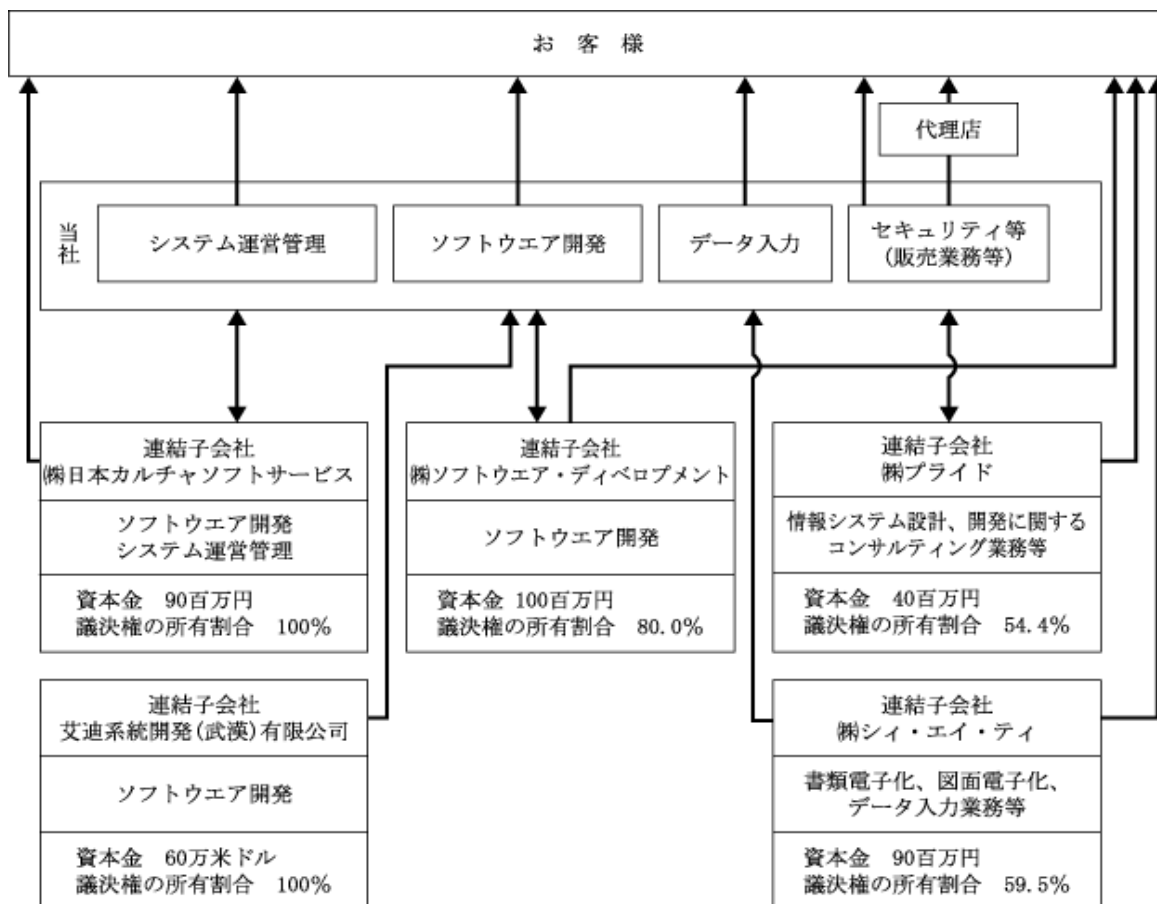 お 客 様
代理店
当社
システム運営管理
ソフトウエア開発
データ入力
セキュリティ等
(販売業務等)
連結子会社
㈱日本カルチャソフトサービス
ソフトウエア開発
システム運営管理
資本金 90百万円
議決権の所有割合 100%
連結子会社
㈱ソフトウエア・ディベロプメント
ソフトウエア開発
資本金 100百万円
議決権の所有割合 80.0%
連結子会社
㈱プライド
情報システム設計、開発に関する
コンサルティング業務等
資本金 40百万円
議決権の所有割合 54.4%
連結子会社
艾迪系統開発(武漢)有限公司
ソフトウエア開発
資本金 60万米ドル
議決権の所有割合 100%
連結子会社
㈱シィ・エイ・ティ
書類電子化、図面電子化、
データ入力業務等
資本金 90百万円
議決権の所有割合 59.5%